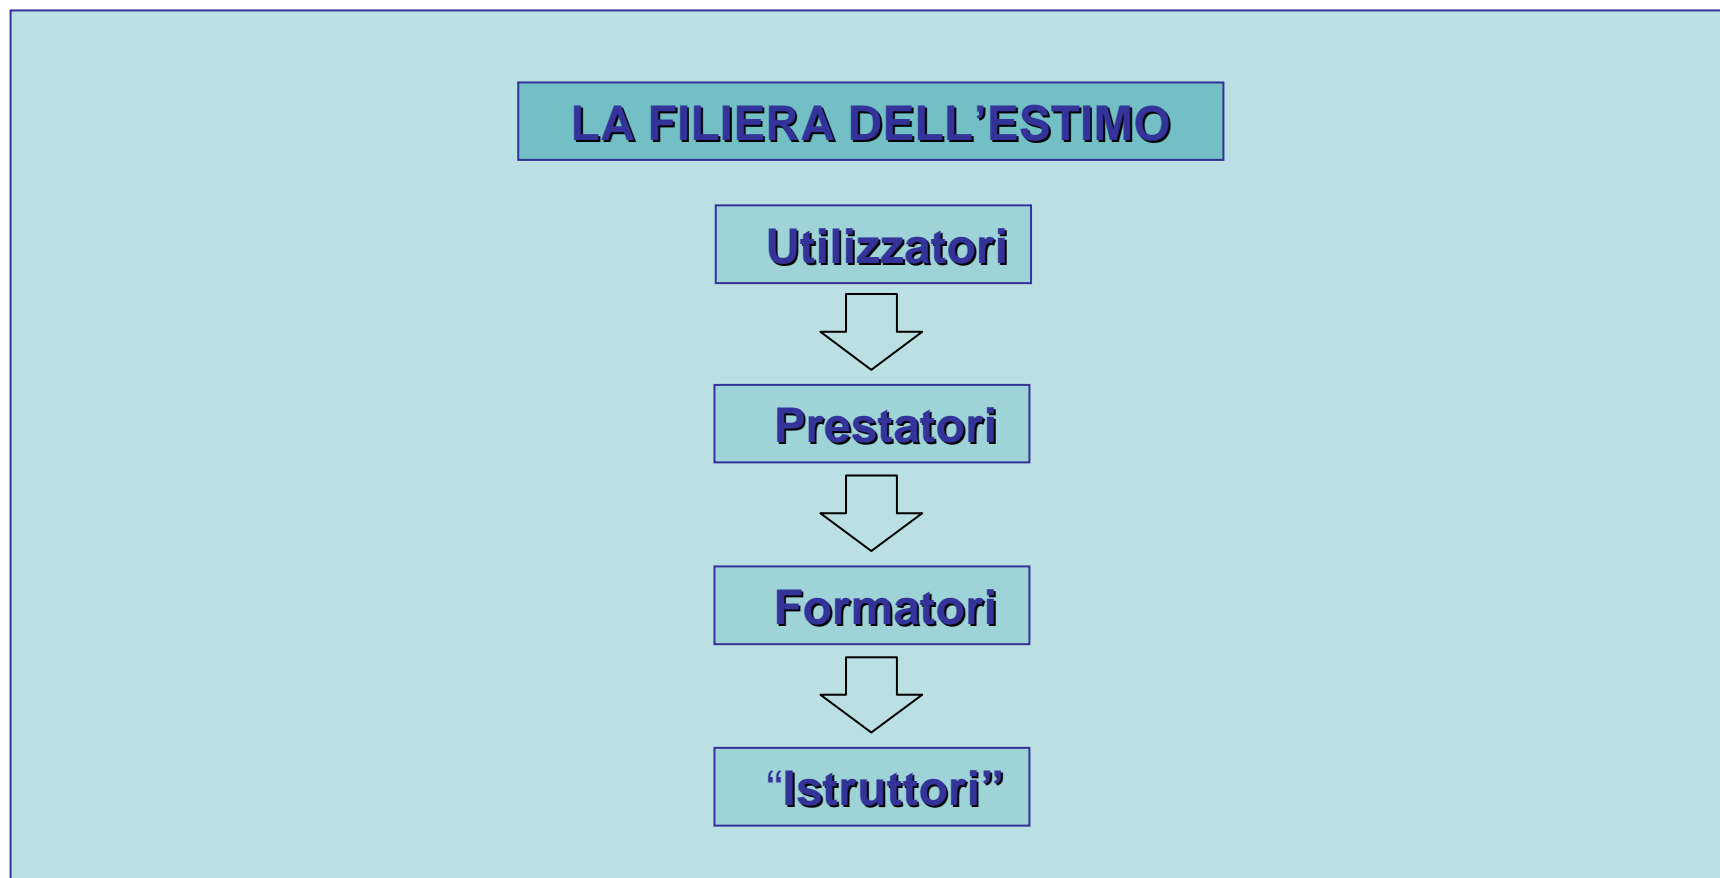 LA FILIERA DELL’ESTIMO
Utilizzatori
Prestatori
Formatori
“Istruttori”